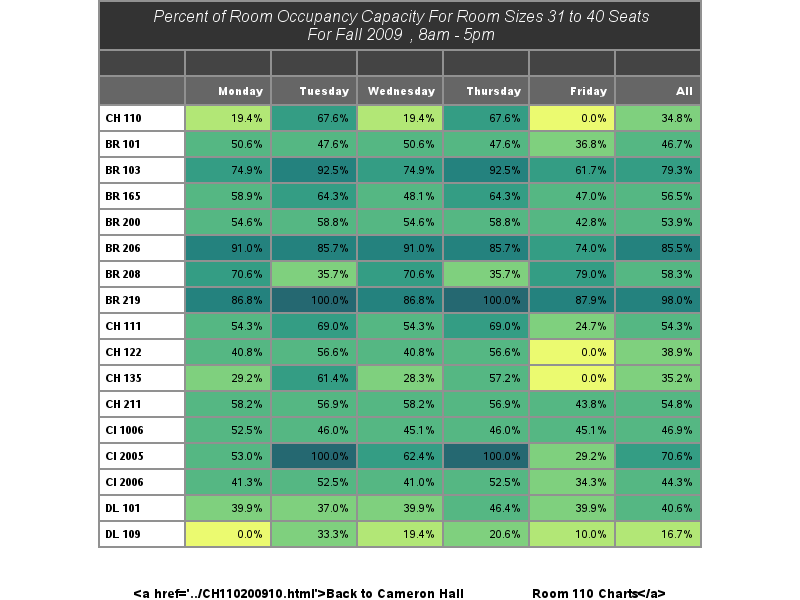 Percent of Room Occupancy Capacity For Room Sizes 31 to 40 Seats
For Fall 2009 , 8am - 5pm
Monday Tuesday Wednesday Thursday Friday All
CH 110 19.4% 67.6% 19.4% 67.6% 0.0% 34.8%
BR 101 50.6% 47.6% 50.6% 47.6% 36.8% 46.7%
BR 103 74.9% 92.5% 74.9% 92.5% 61.7% 79.3%
BR 165 58.9% 64.3% 48.1% 64.3% 47.0% 56.5%
BR 200 54.6% 58.8% 54.6% 58.8% 42.8% 53.9%
BR 206 91.0% 85.7% 91.0% 85.7% 74.0% 85.5%
BR 208 70.6% 35.7% 70.6% 35.7% 79.0% 58.3%
BR 219 86.8% 100.0% 86.8% 100.0% 87.9% 98.0%
CH 111 54.3% 69.0% 54.3% 69.0% 24.7% 54.3%
CH 122 40.8% 56.6% 40.8% 56.6% 0.0% 38.9%
CH 135 29.2% 61.4% 28.3% 57.2% 0.0% 35.2%
CH 211 58.2% 56.9% 58.2% 56.9% 43.8% 54.8%
CI 1006 52.5% 46.0% 45.1% 46.0% 45.1% 46.9%
CI 2005 53.0% 100.0% 62.4% 100.0% 29.2% 70.6%
CI 2006 41.3% 52.5% 41.0% 52.5% 34.3% 44.3%
DL 101 39.9% 37.0% 39.9% 46.4% 39.9% 40.6%
DL 109 0.0% 33.3% 19.4% 20.6% 10.0% 16.7%
<a href='../CH110200910.html'>Back to Cameron Hall Room 110 Charts</a>